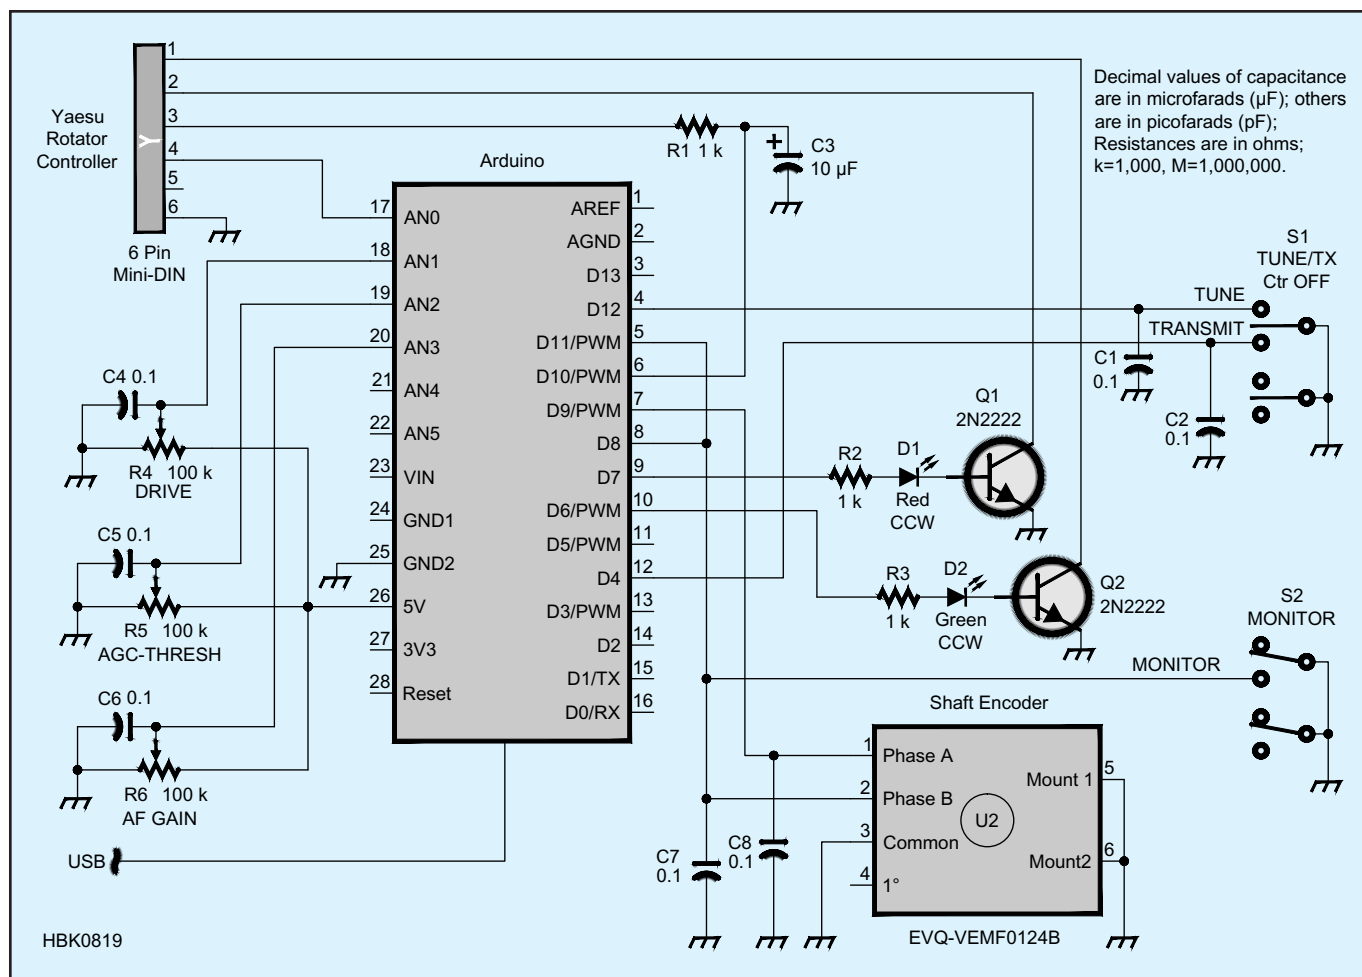 Yaesu
Rotator
Controller
Y
1
2
3
4
5
6
6 Pin
Mini-DIN
R1 1 k
+
C3
10 µF
Decimal values of capacitance
are in microfarads (µF); others
are in picofarads (pF);
Resistances are in ohms;
k=1,000, M=1,000,000.
Arduino
17 AN0
18 AN1
19 AN2
20 AN3
21 AN4
22 AN5
23 VIN
24 GND1
25 GND2
26 5V
27 3V3
28 Reset
AREF 1
AGND 2
D13 3
D12 4
D11/PWM 5
D10/PWM 6
D9/PWM 7
D8 8
D7 9
D6/PWM 10
D5/PWM 11
D4 12
D3/PWM 13
D2 14
D1/TX 15
D0/RX 16
C4 0.1
R4 100 k
DRIVE
C5 0.1
R5 100 k
AGC-THRESH
C6 0.1
R6 100 k
AF GAIN
USB
S1
TUNE/TX
Ctr OFF
TUNE
TRANSMIT
C1
0.1
C2
0.1
Q1
2N2222
R2
1 k
D1
Red
CCW
R3
1 k
D2
Green
CCW
Q2
2N2222
S2
MONITOR
MONITOR
Shaft Encoder
1 Phase A
2 Phase B
3 Common
4 1°
Mount 1 5
Mount2 6
U2
EVQ-VEMF0124B
C7
0.1
C8
0.1
HBK0819